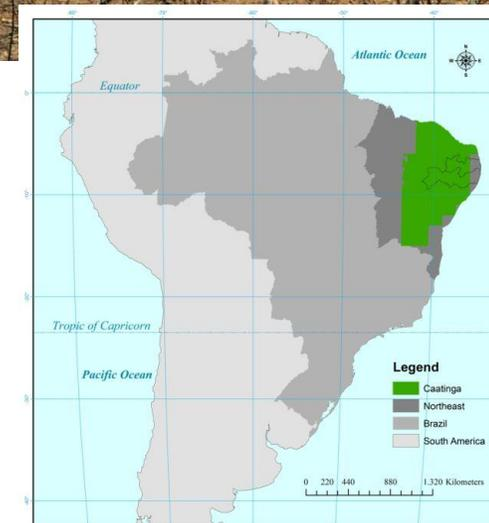 Atlantic Ocean
N
W
E
S
Equator
Tropic of Capricorn
Pacific Ocean
Legend
Caatinga
Northeast
Brazil
South America
0 220 440 880 1.320 Kilometers